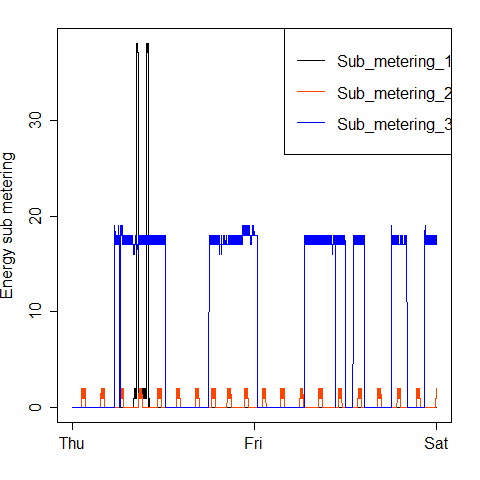 Sub_metering_1
Sub_metering_2
Sub_metering_3
Energy sub metering
30
20
10
0
Thu Fri Sat